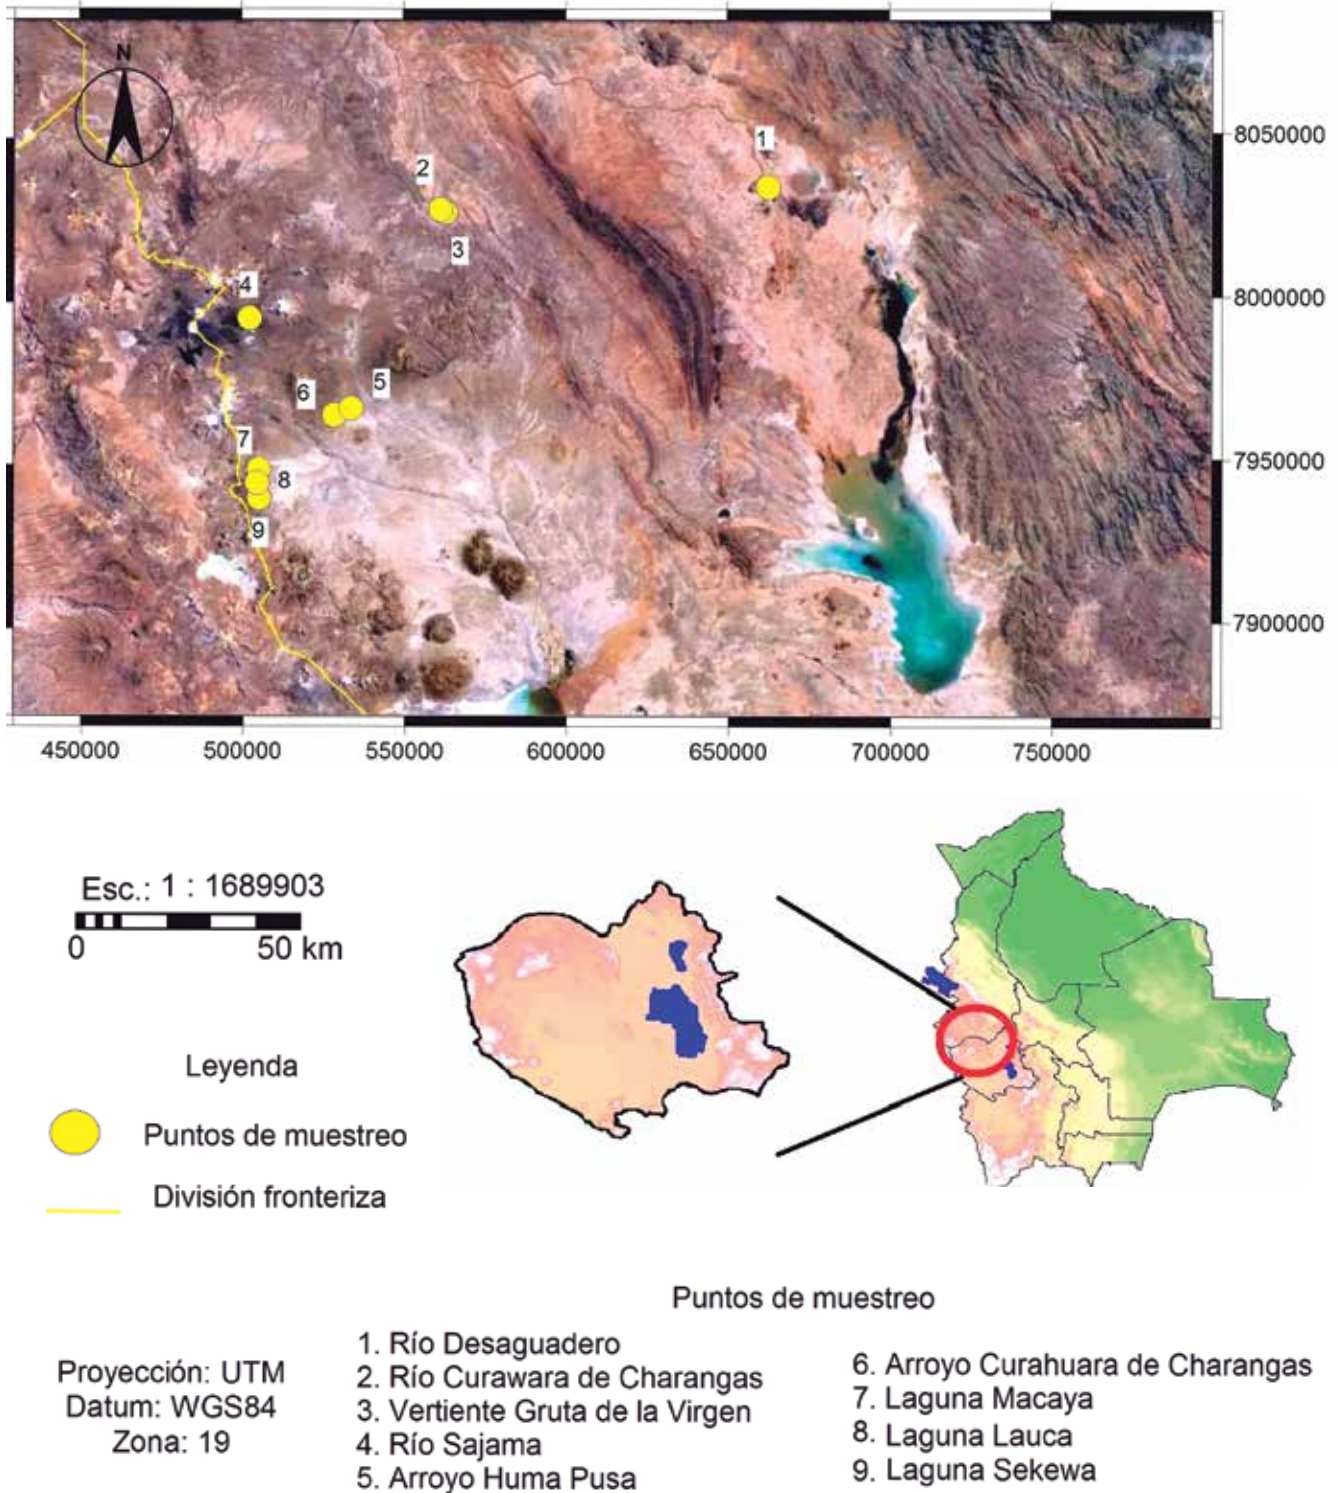 N
1
2
3
4
5
6
7
8
9
8050000
8000000
7950000
7900000
450000 500000 550000 600000 650000 700000 750000
Esc.: 1 : 1689903
0 50 km
Leyenda
Puntos de muestreo
División fronteriza
Proyección: UTM
Datum: WGS84
Zona: 19
Puntos de muestreo
1. Río Desaguadero
2. Río Curawara de Charangas
3. Vertiente Gruta de la Virgen
4. Río Sajama
5. Arroyo Huma Pusa
6. Arroyo Curahuara de Charangas
7. Laguna Macaya
8. Laguna Lauca
9. Laguna Sekewa